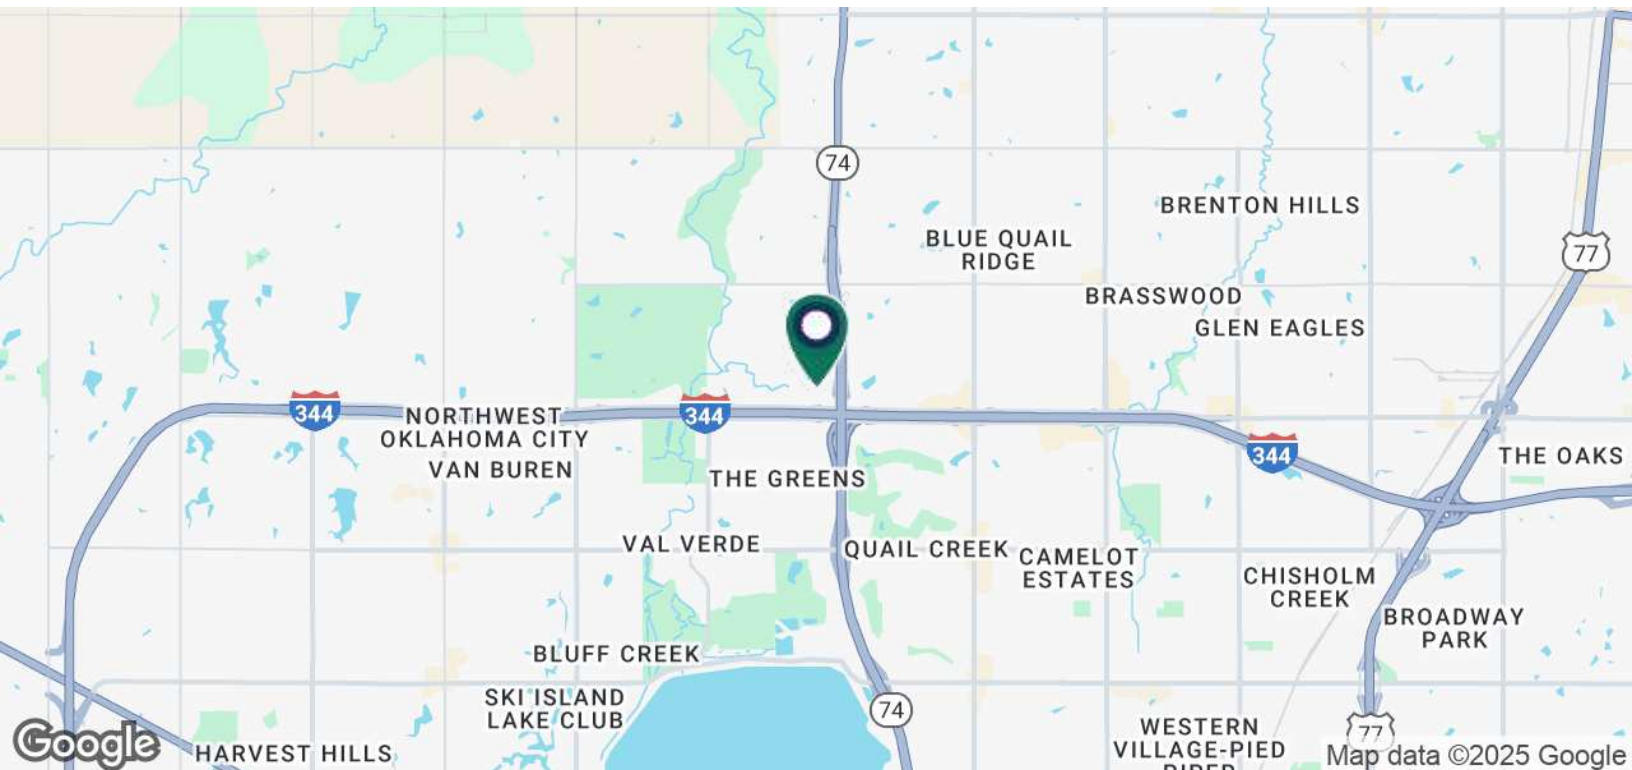 74
BRENTON HILLS
BLUE QUAIL
RIDGE
77
BRASSWOOD
GLEN EAGLES
344
NORTHWEST
OKLAHOMA CITY
VAN BUREN
344
THE GREENS
344
THE OAKS
VAL VERDE
QUAIL CREEK
CAMELOT
ESTATES
CHISHOLM
CREEK
BROADWAY
PARK
BLUFF CREEK
SKI ISLAND
LAKE CLUB
74
WESTERN
VILLAGE-PIED
PIPER
77
HARVEST HILLS
Google
Map data ©2025 Google